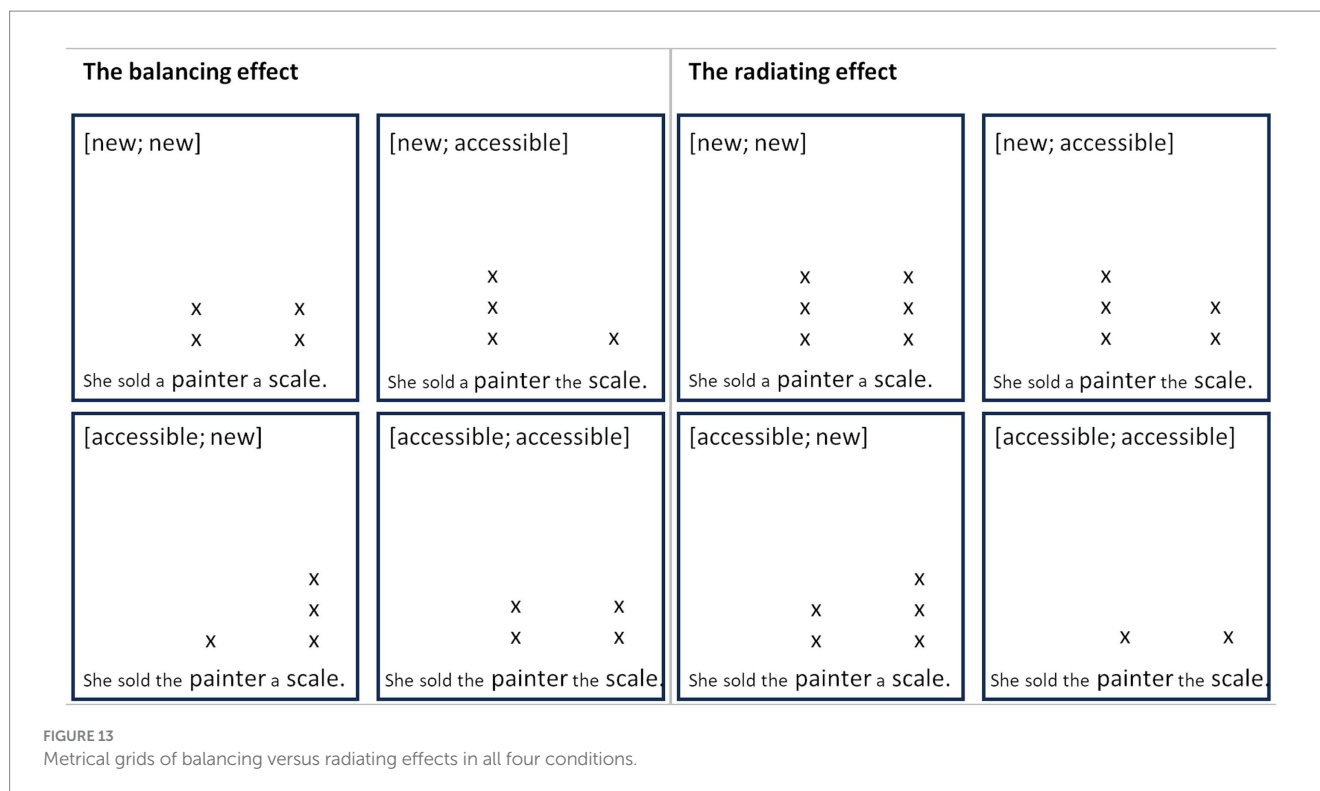 The balancing effect
[new; new]
x x
x x
She sold a painter a scale.
[new; accessible]
x
x
x x
She sold a painter the scale.
[accessible; new]
x
x
x x
She sold the painter a scale.
[accessible; accessible]
x x
x x
She sold the painter the scale.
The radiating effect
[new; new]
x x
x x
x x
She sold a painter a scale.
[new; accessible]
x
x x
x x
She sold a painter the scale.
[accessible; new]
x
x x
x x
She sold the painter a scale.
[accessible; accessible]
x x
She sold the painter the scale.
FIGURE 13
Metrical grids of balancing versus radiating effects in all four conditions.